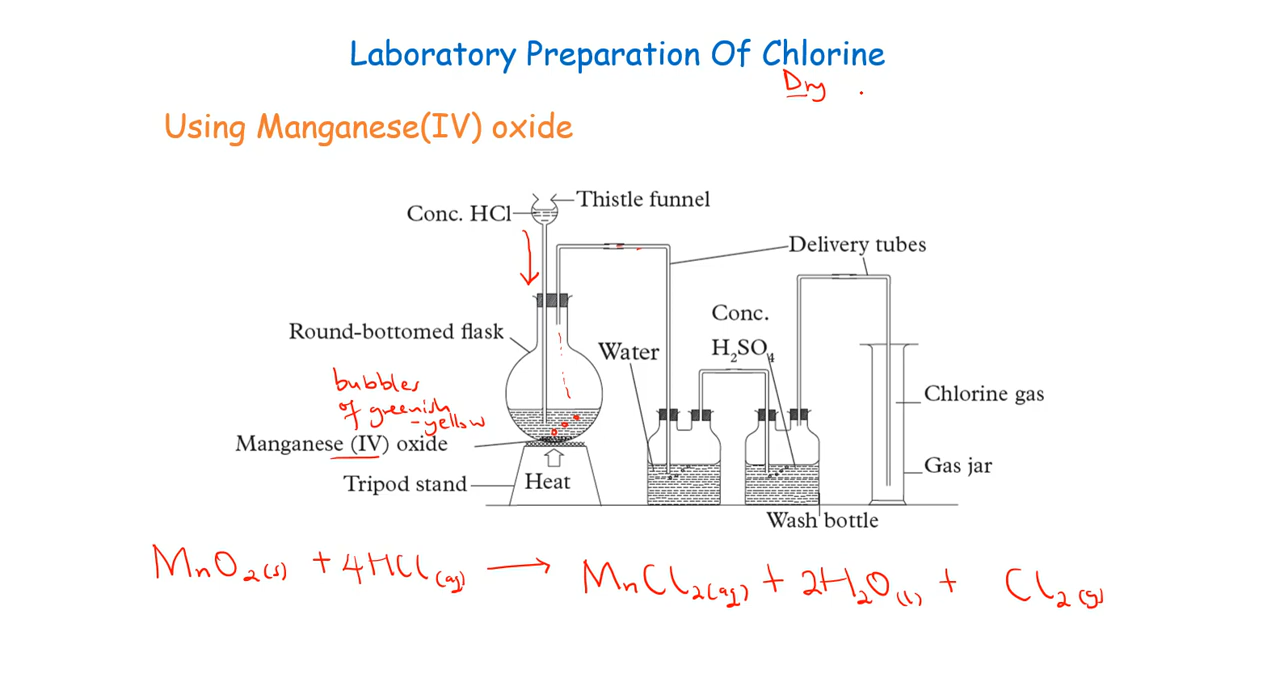 Laboratory Preparation Of Chlorine
Dry
Using Manganese(IV) oxide
Thistle funnel
Conc. HCl
Delivery tubes
Conc.
H₂SO₄
Round-bottomed flask
Water
bubbles
of greenish
-yellow
Chlorine gas
Manganese (IV) oxide
Gas jar
Tripod stand
Heat
Wash bottle
MnO₂(s) + 4HCl(aq) → MnCl₂(aq) + 2H₂O(l) + Cl₂(g)